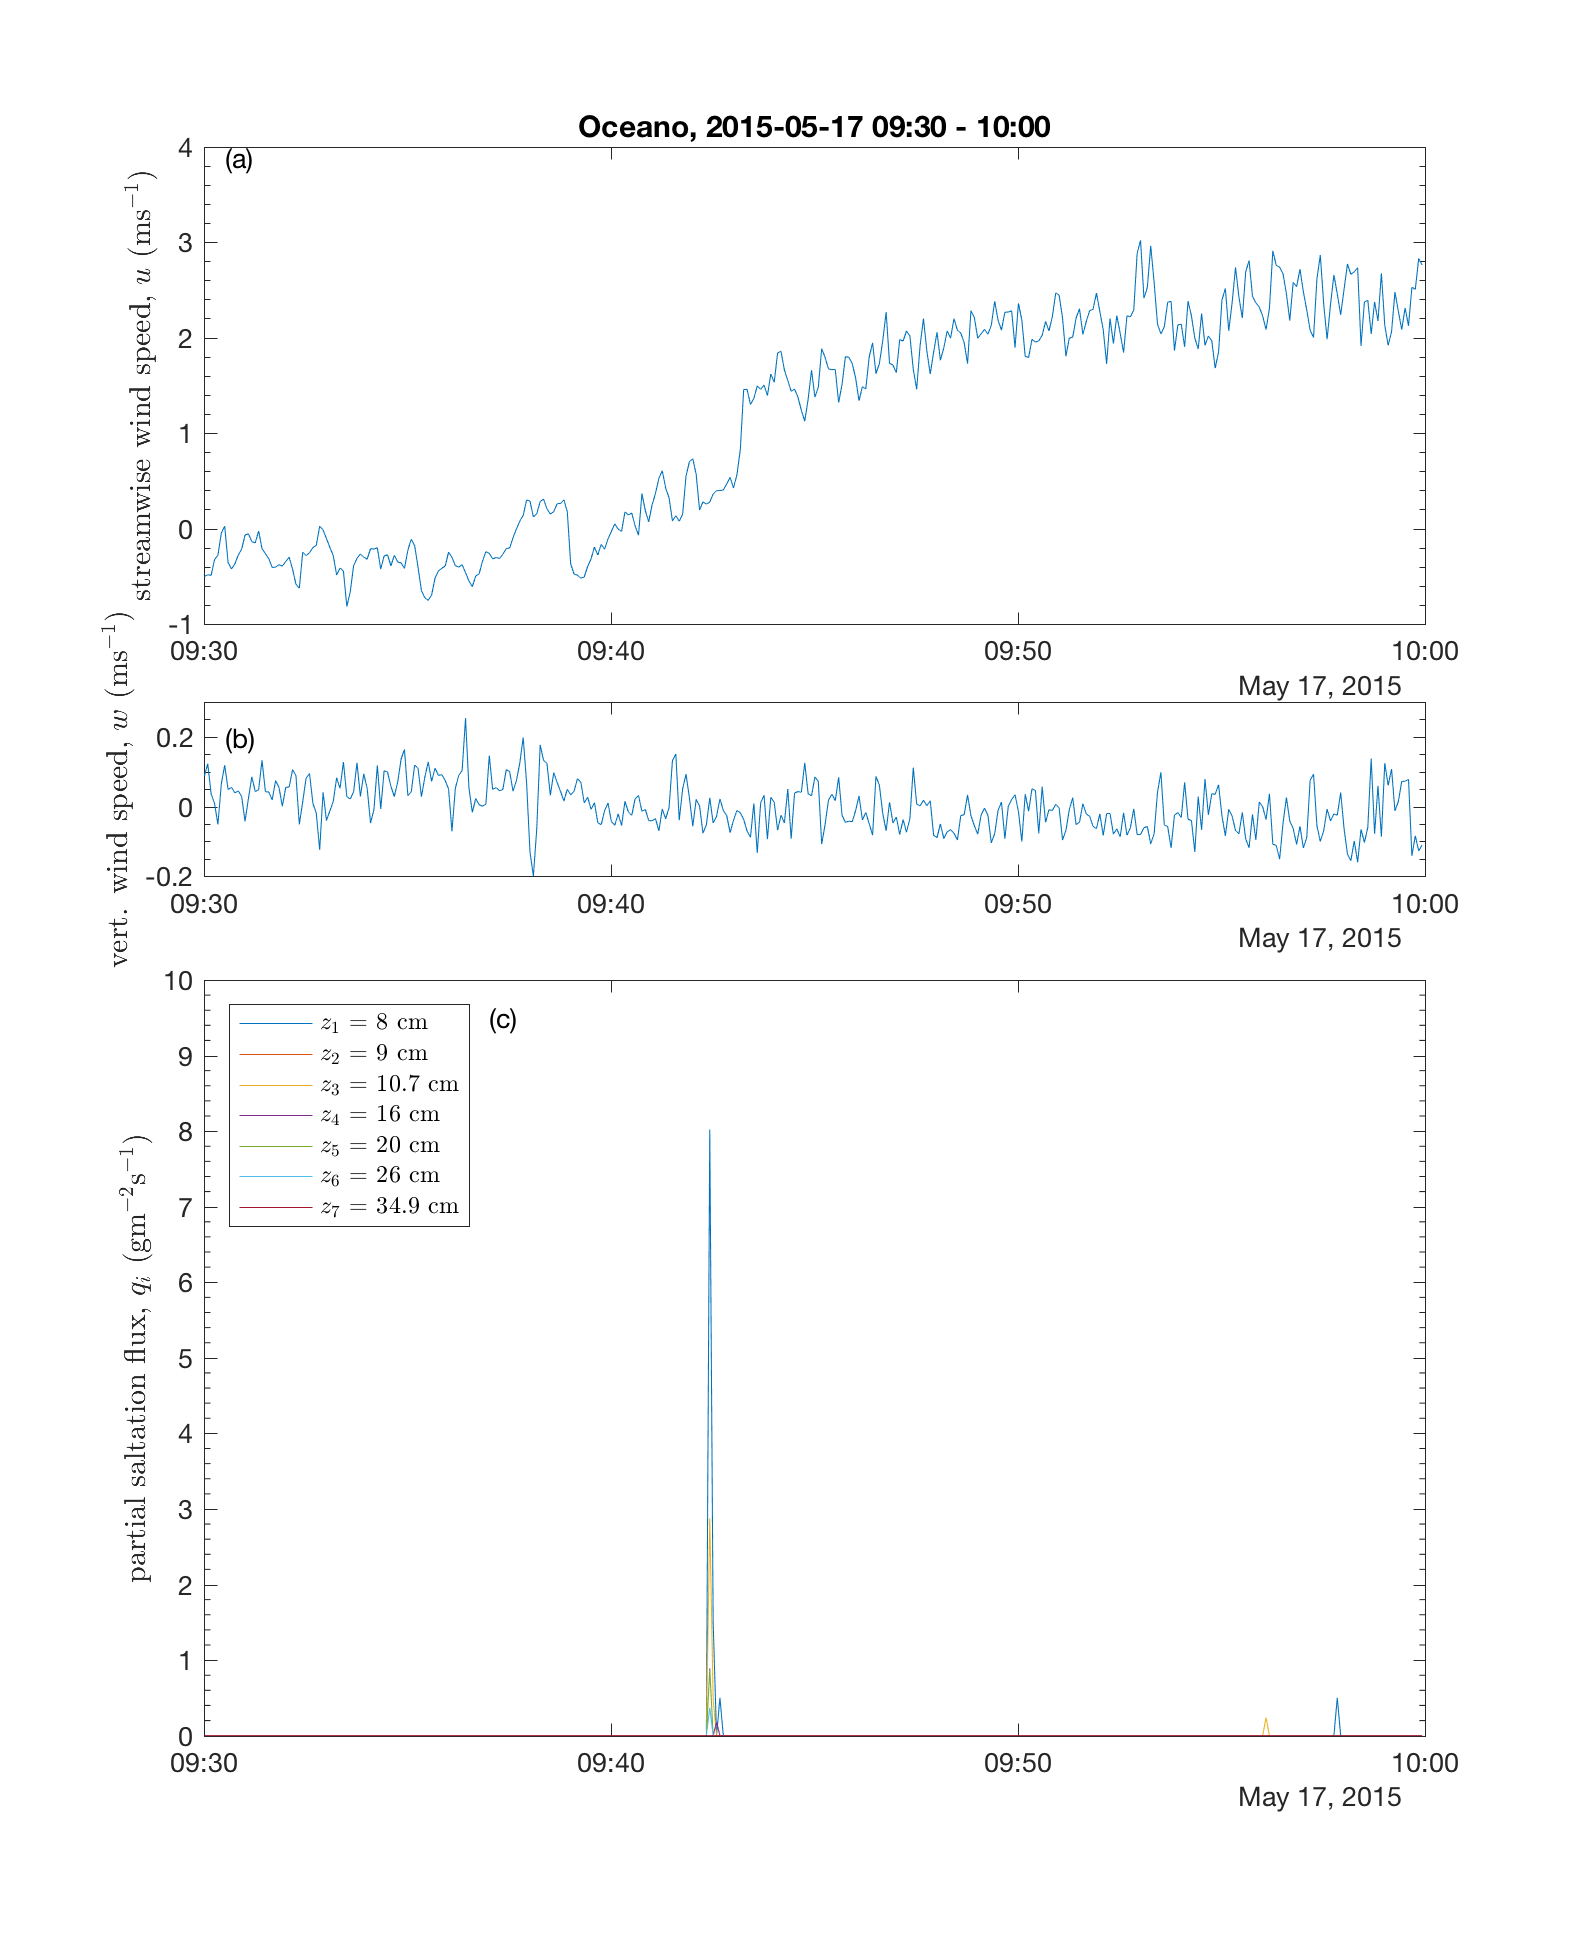 Oceano, 2015-05-17 09:30 - 10:00
(a)
streamwise wind speed, u (ms⁻¹)
4
3
2
1
0
-1
09:30 09:40 09:50 10:00
May 17, 2015
(b)
vert. wind speed, w (ms⁻¹)
0.2
0
-0.2
09:30 09:40 09:50 10:00
May 17, 2015
(c)
partial saltation flux, qᵢ (gm⁻²s⁻¹)
10
9
8
7
6
5
4
3
2
1
0
z₁ = 8 cm
z₂ = 9 cm
z₃ = 10.7 cm
z₄ = 16 cm
z₅ = 20 cm
z₆ = 26 cm
z₇ = 34.9 cm
09:30 09:40 09:50 10:00
May 17, 2015